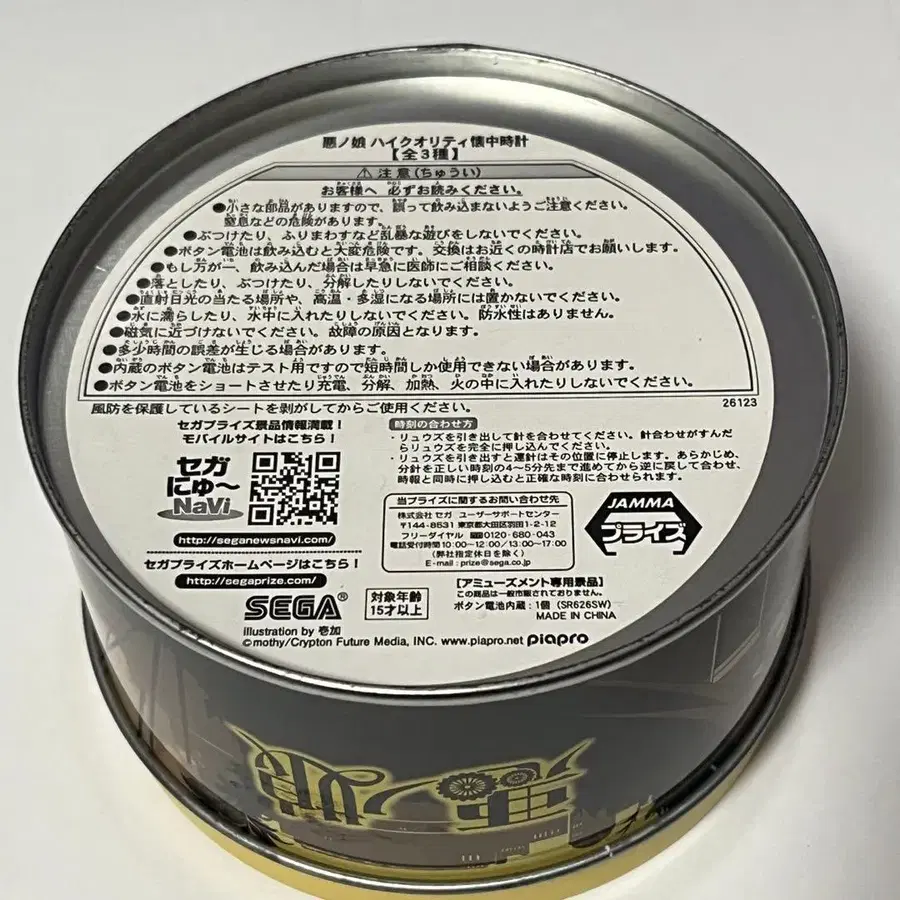 悪ノ娘 ハイクオリティ懐中時計
【全3種】
⚠ 注意(ちゅうい)
お客様へ 必ずお読みください。
●小さな部品がありますので、誤って飲み込まないようご注意ください。
窒息などの危険があります。
●ぶつけたり、ふりまわすなど乱暴な遊びをしないでください。
●ボタン電池は飲み込むと大変危険です。交換はお近くの時計店でお願いします。
●もし万が一、飲み込んだ場合は早急に医師にご相談ください。
●落としたり、ぶつけたり、分解したりしないでください。
●直射日光の当たる場所や、高温・多湿になる場所には置かないでください。
●水に濡らしたり、水中に入れたりしないでください。防水性はありません。
●磁気に近づけないでください。故障の原因となります。
●多少時間の誤差が生じる場合があります。
●内蔵のボタン電池はテスト用ですので短時間しか使用できない場合があります。
●ボタン電池をショートさせたり充電、分解、加熱、火の中に入れたりしないでください。
26123
風防を保護しているシートを剥がしてからご使用ください。
セガプライズ景品情報満載!
モバイルサイトはこちら!
セガ
にゅ〜
NaVi
http://seganewsnavi.com/
セガプライズホームページはこちら!
http://segaprize.com/
時刻の合わせ方
・リュウズを引き出して針を合わせてください。針合わせがすんだ
らリュウズを完全に押し込んでください。
・リュウズを引き出すと運針はその位置に停止します。あらかじめ、
分針を正しい時刻の4〜5分先まで進めてから逆に戻して合わせ、
時報と同時に押し込むと正確な時刻に合わせられます。
当プライズに関するお問い合わせ先
株式会社 セガ ユーザーサポートセンター
〒144-8531 東京都大田区羽田1-2-12
フリーダイヤル 0120-680-043
電話受付時間 10:00〜12:00/13:00〜17:00
(弊社指定休日を除く)
E-mail:prize@sega.co.jp
JAMMA
プライズ
SEGA®
対象年齢
15才以上
【アミューズメント専用景品】
この商品は一般市販されておりません。
ボタン電池内蔵:1個 (SR626SW)
MADE IN CHINA
illustration by 壱加
©mothy/Crypton Future Media, INC. www.piapro.net piapro
悪ノ娘